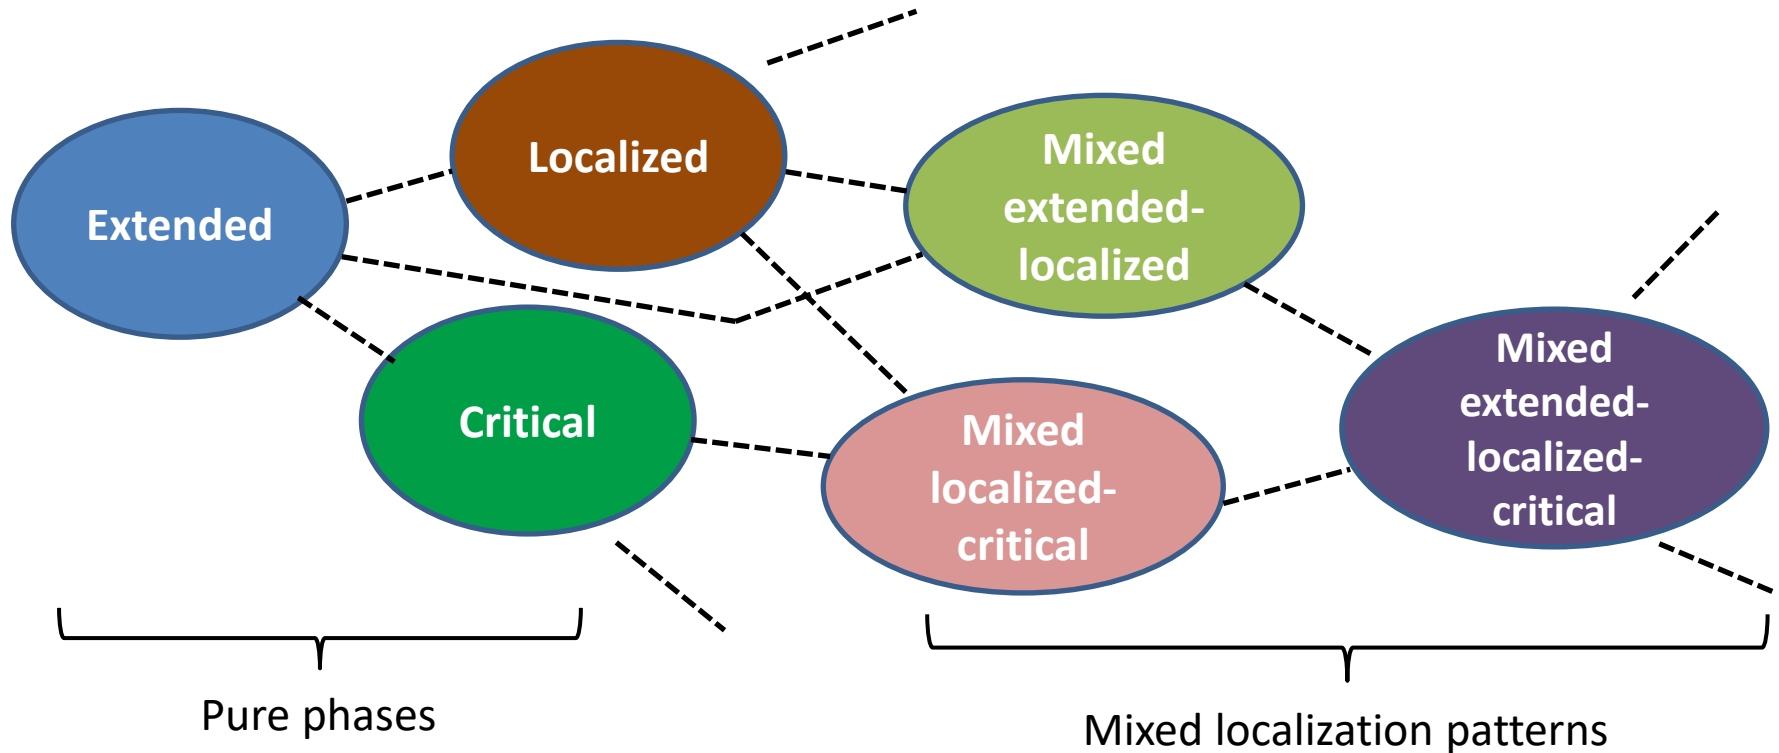 Extended
Localized
Critical
Mixed
extended-
localized
Mixed
localized-
critical
Mixed
extended-
localized-
critical
Pure phases
Mixed localization patterns